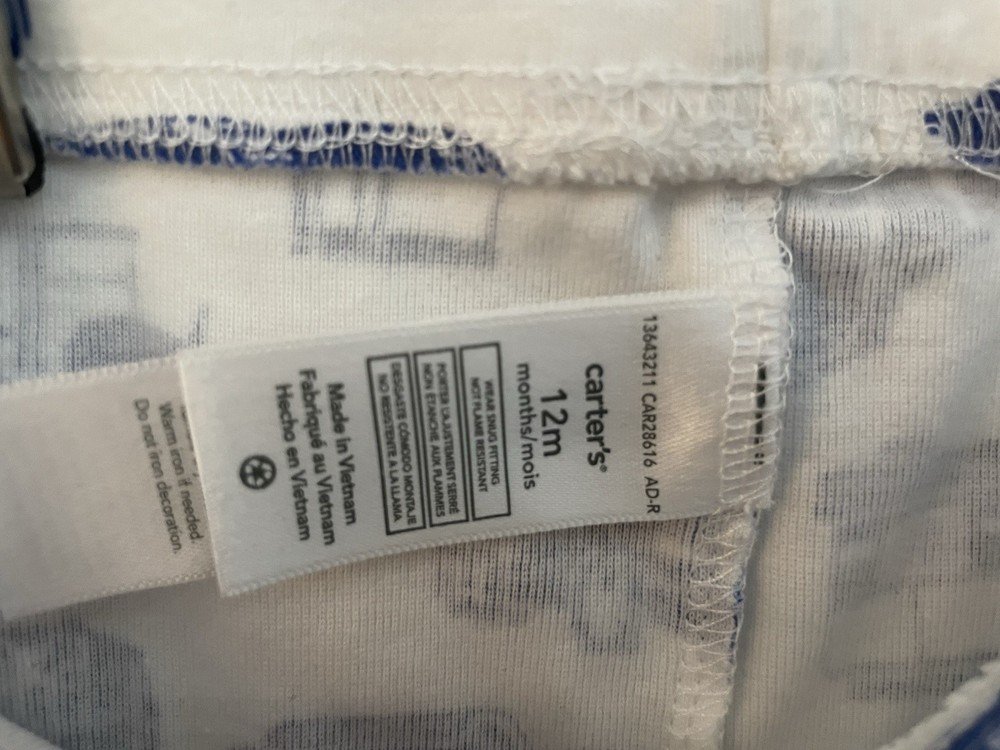 13643211 CAR28616 AD-R
carter's®
12m
months/mois
WEAR SNUG FITTING
NOT FLAME RESISTANT
PORTER L'AJUSTEMENT SERRÉ
NON ÉTANCHE AUX FLAMMES
DESGASTE CÓMODO MONTAJE
NO RESISTENTE A LA LLAMA
Made in Vietnam
Fabriqué au Vietnam
Hecho en Vietnam
Warm iron if needed.
Do not iron decoration.